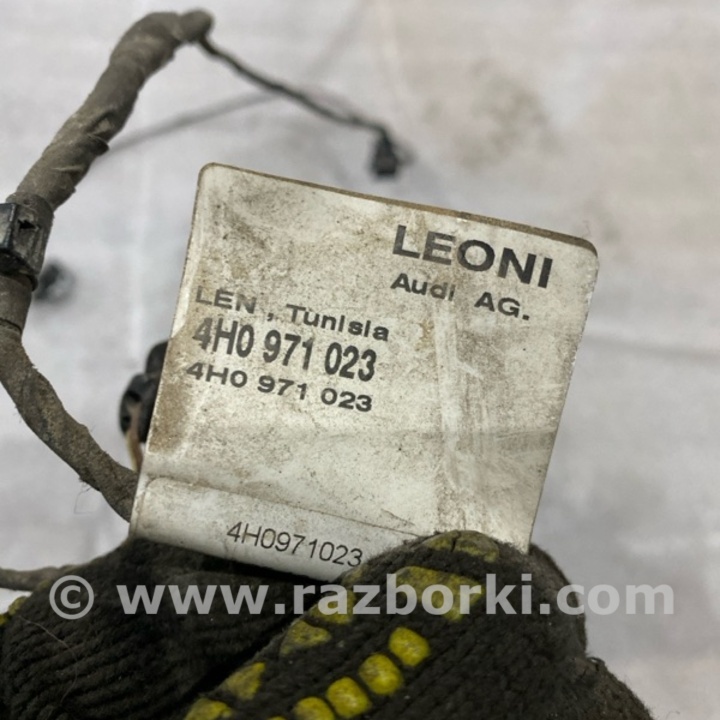 LEONI
Audi AG.
LEN, Tunisia
4H0 971 023
4H0 971 023
4H0971023
© www.razborki.com